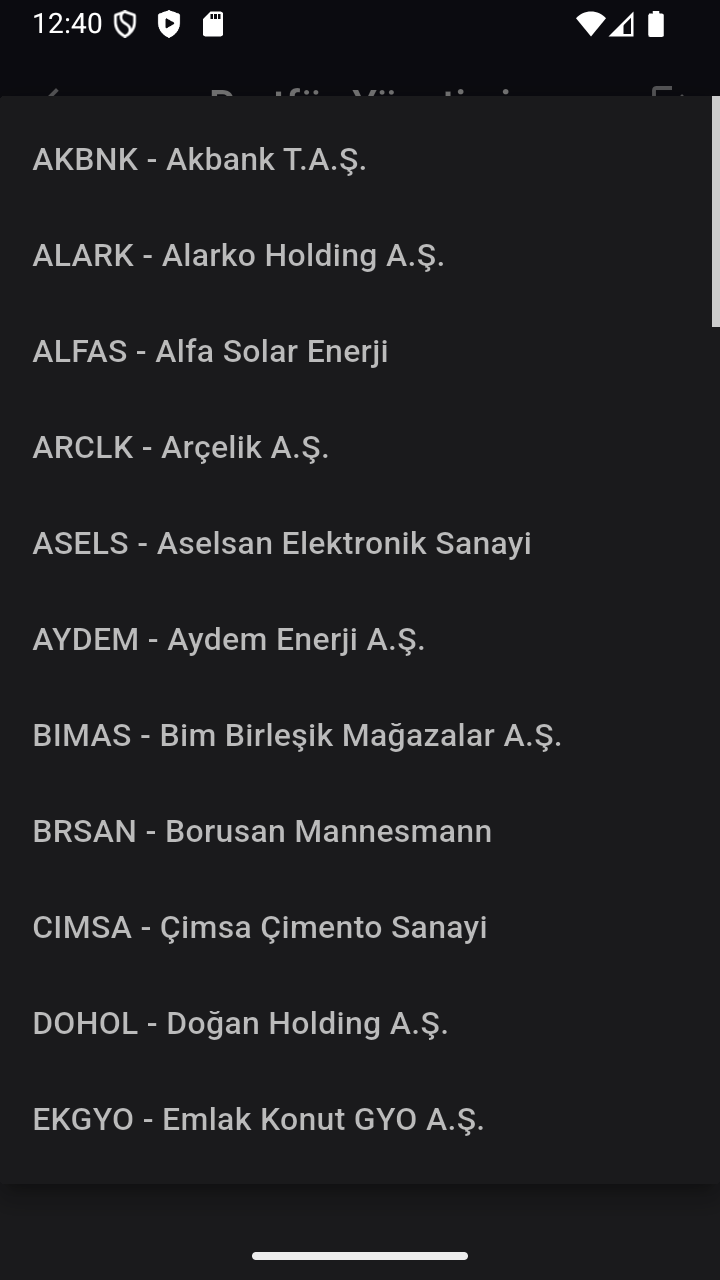 12:40
AKBNK - Akbank T.A.Ş.
ALARK - Alarko Holding A.Ş.
ALFAS - Alfa Solar Enerji
ARCLK - Arçelik A.Ş.
ASELS - Aselsan Elektronik Sanayi
AYDEM - Aydem Enerji A.Ş.
BIMAS - Bim Birleşik Mağazalar A.Ş.
BRSAN - Borusan Mannesmann
CIMSA - Çimsa Çimento Sanayi
DOHOL - Doğan Holding A.Ş.
EKGYO - Emlak Konut GYO A.Ş.